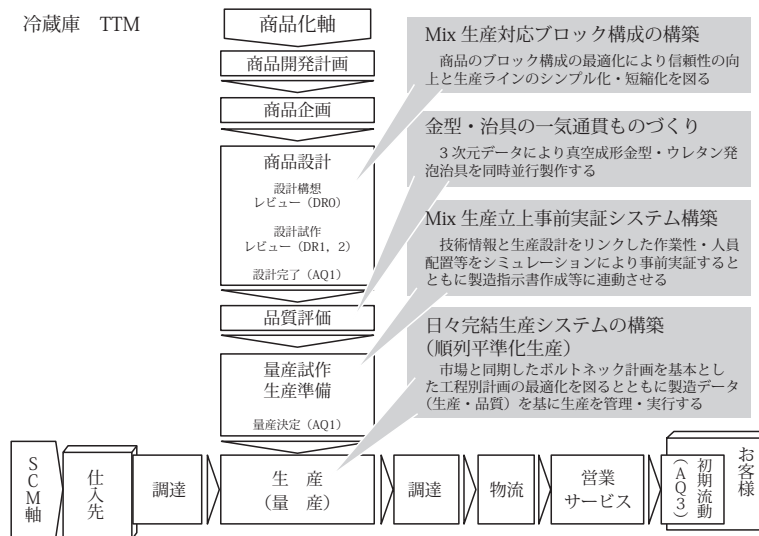 冷蔵庫　TTM
商品化軸
商品開発計画
商品企画
商品設計
設計構想
レビュー（DR0）
設計試作
レビュー（DR1，2）
設計完了（AQ1）
品質評価
量産試作
生産準備
量産決定（AQ1）
Mix 生産対応ブロック構成の構築
商品のブロック構成の最適化により信頼性の向
上と生産ラインのシンプル化・短縮化を図る
金型・治具の一気通貫ものづくり
3 次元データにより真空成形金型・ウレタン発
泡治具を同時並行製作する
Mix 生産立上事前実証システム構築
技術情報と生産設計をリンクした作業性・人員
配置等をシミュレーションにより事前実証すると
ともに製造指示書作成等に連動させる
日々完結生産システムの構築
（順列平準化生産）
市場と同期したボルトネック計画を基本とし
た工程別計画の最適化を図るとともに製造データ
（生産・品質）を基に生産を管理・実行する
SCM軸
仕入先
調達
生　産
（量　産）
調達
物流
営業
サービス
初期流動
（AQ3）
お客様